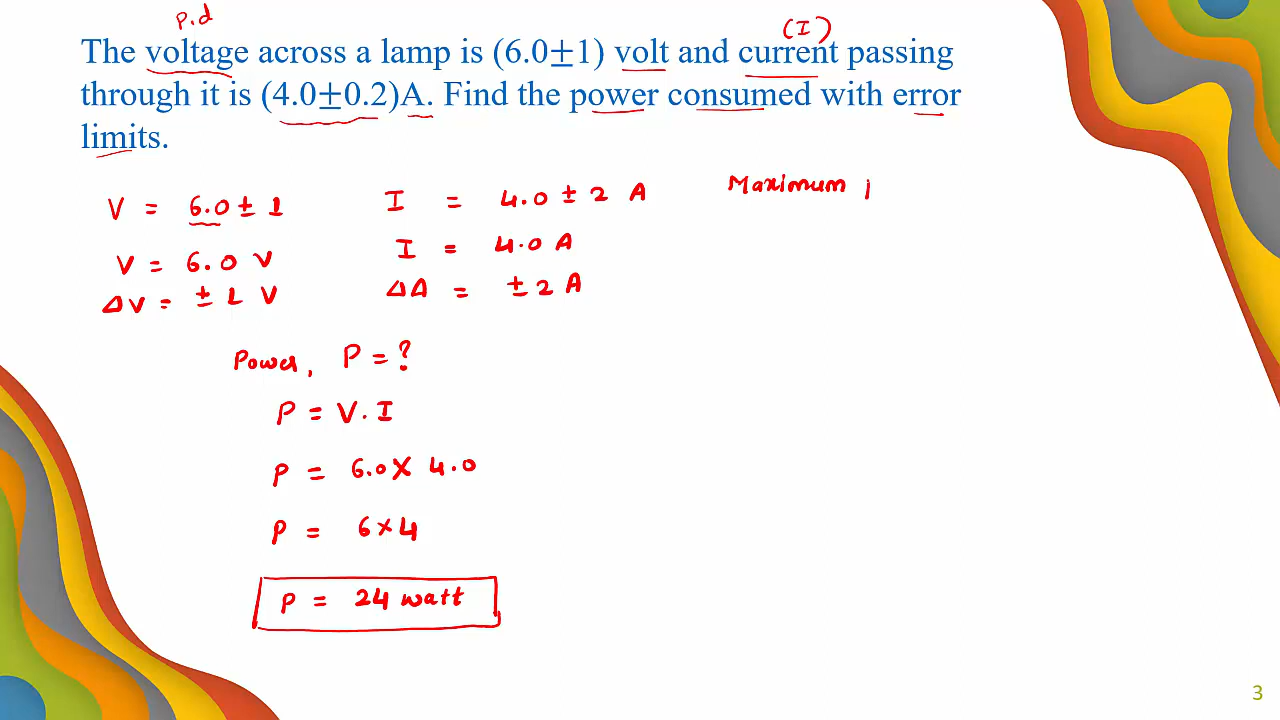 P.d
(I)
The voltage across a lamp is (6.0±1) volt and current passing
through it is (4.0±0.2)A. Find the power consumed with error
limits.
V = 6.0 ± 1
V = 6.0 V
ΔV = ± 1 V
I = 4.0 ± 2 A
I = 4.0 A
ΔA = ± 2 A
Power, P = ?
P = V. I
P = 6.0 × 4.0
P = 6 × 4
P = 24 watt
Maximum
3